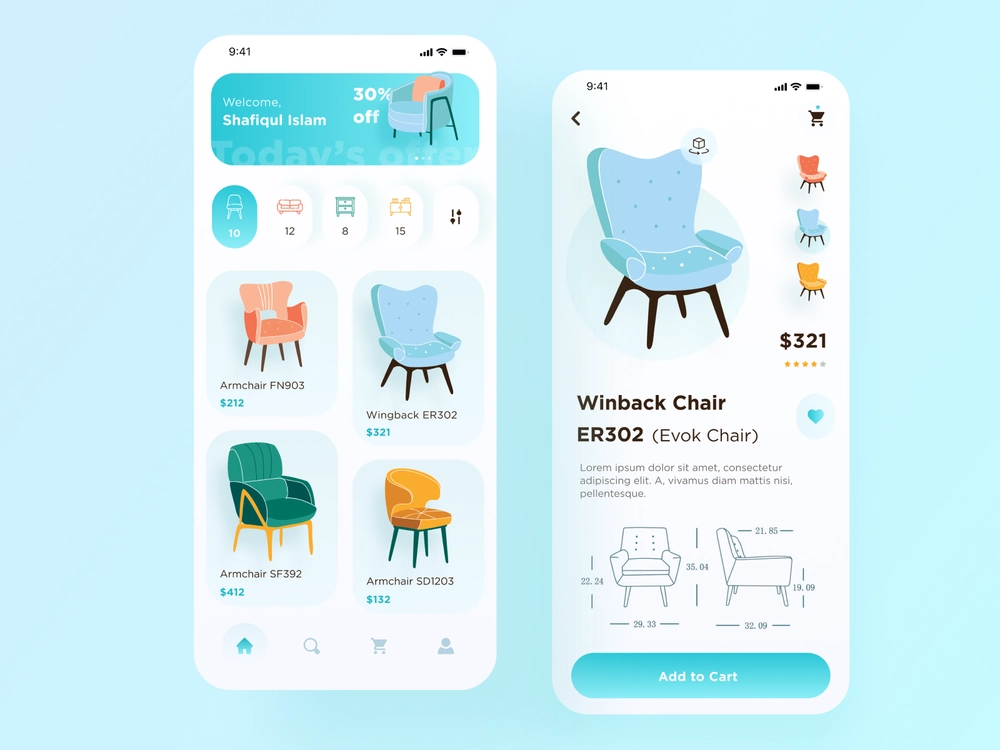 9:41
Welcome,
Shafiqul Islam
30%
off
Today's offer
10
12
8
15
Armchair FN903
$212
Wingback ER302
$321
Armchair SF392
$412
Armchair SD1203
$132
9:41
$321
Winback Chair
ER302 (Evok Chair)
Lorem ipsum dolor sit amet, consectetur
adipiscing elit. A, vivamus diam mattis nisi,
pellentesque.
21.85
22.24
35.04
19.09
29.33
32.09
Add to Cart